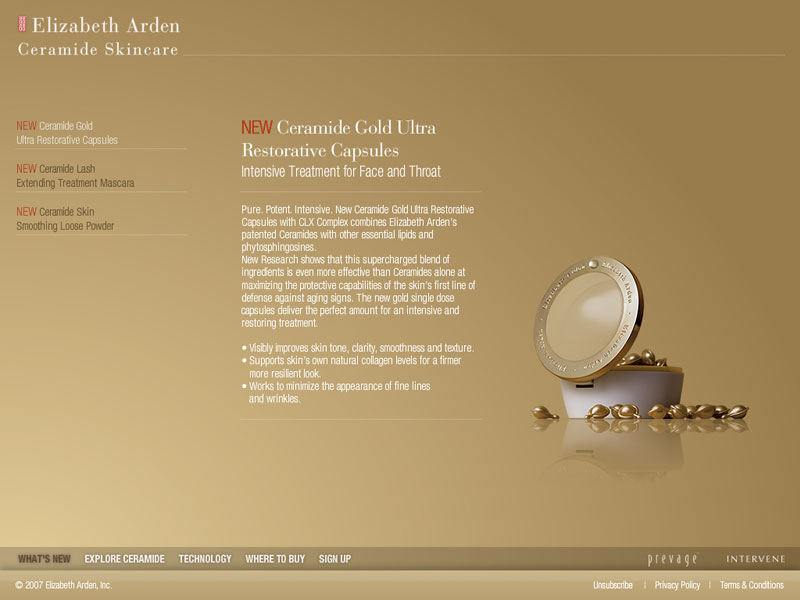 Elizabeth Arden
Ceramide Skincare
NEW Ceramide Gold
Ultra Restorative Capsules
NEW Ceramide Lash
Extending Treatment Mascara
NEW Ceramide Skin
Smoothing Loose Powder
NEW Ceramide Gold Ultra
Restorative Capsules
Intensive Treatment for Face and Throat
Pure. Potent. Intensive. New Ceramide Gold Ultra Restorative
Capsules with CLX Complex combines Elizabeth Arden's
patented Ceramides with other essential lipids and
phytosphingosines.
New Research shows that this supercharged blend of
ingredients is even more effective than Ceramides alone at
maximizing the protective capabilities of the skin's first line of
defense against aging signs. The new gold single dose
capsules deliver the perfect amount for an intensive and
restoring treatment.
• Visibly improves skin tone, clarity, smoothness and texture.
• Supports skin's own natural collagen levels for a firmer
more resilient look.
• Works to minimize the appearance of fine lines
and wrinkles.
Elizabeth Arden
WHAT'S NEW EXPLORE CERAMIDE TECHNOLOGY WHERE TO BUY SIGN UP
prevage INTERVENE
© 2007 Elizabeth Arden, Inc.
Unsubscribe | Privacy Policy | Terms & Conditions